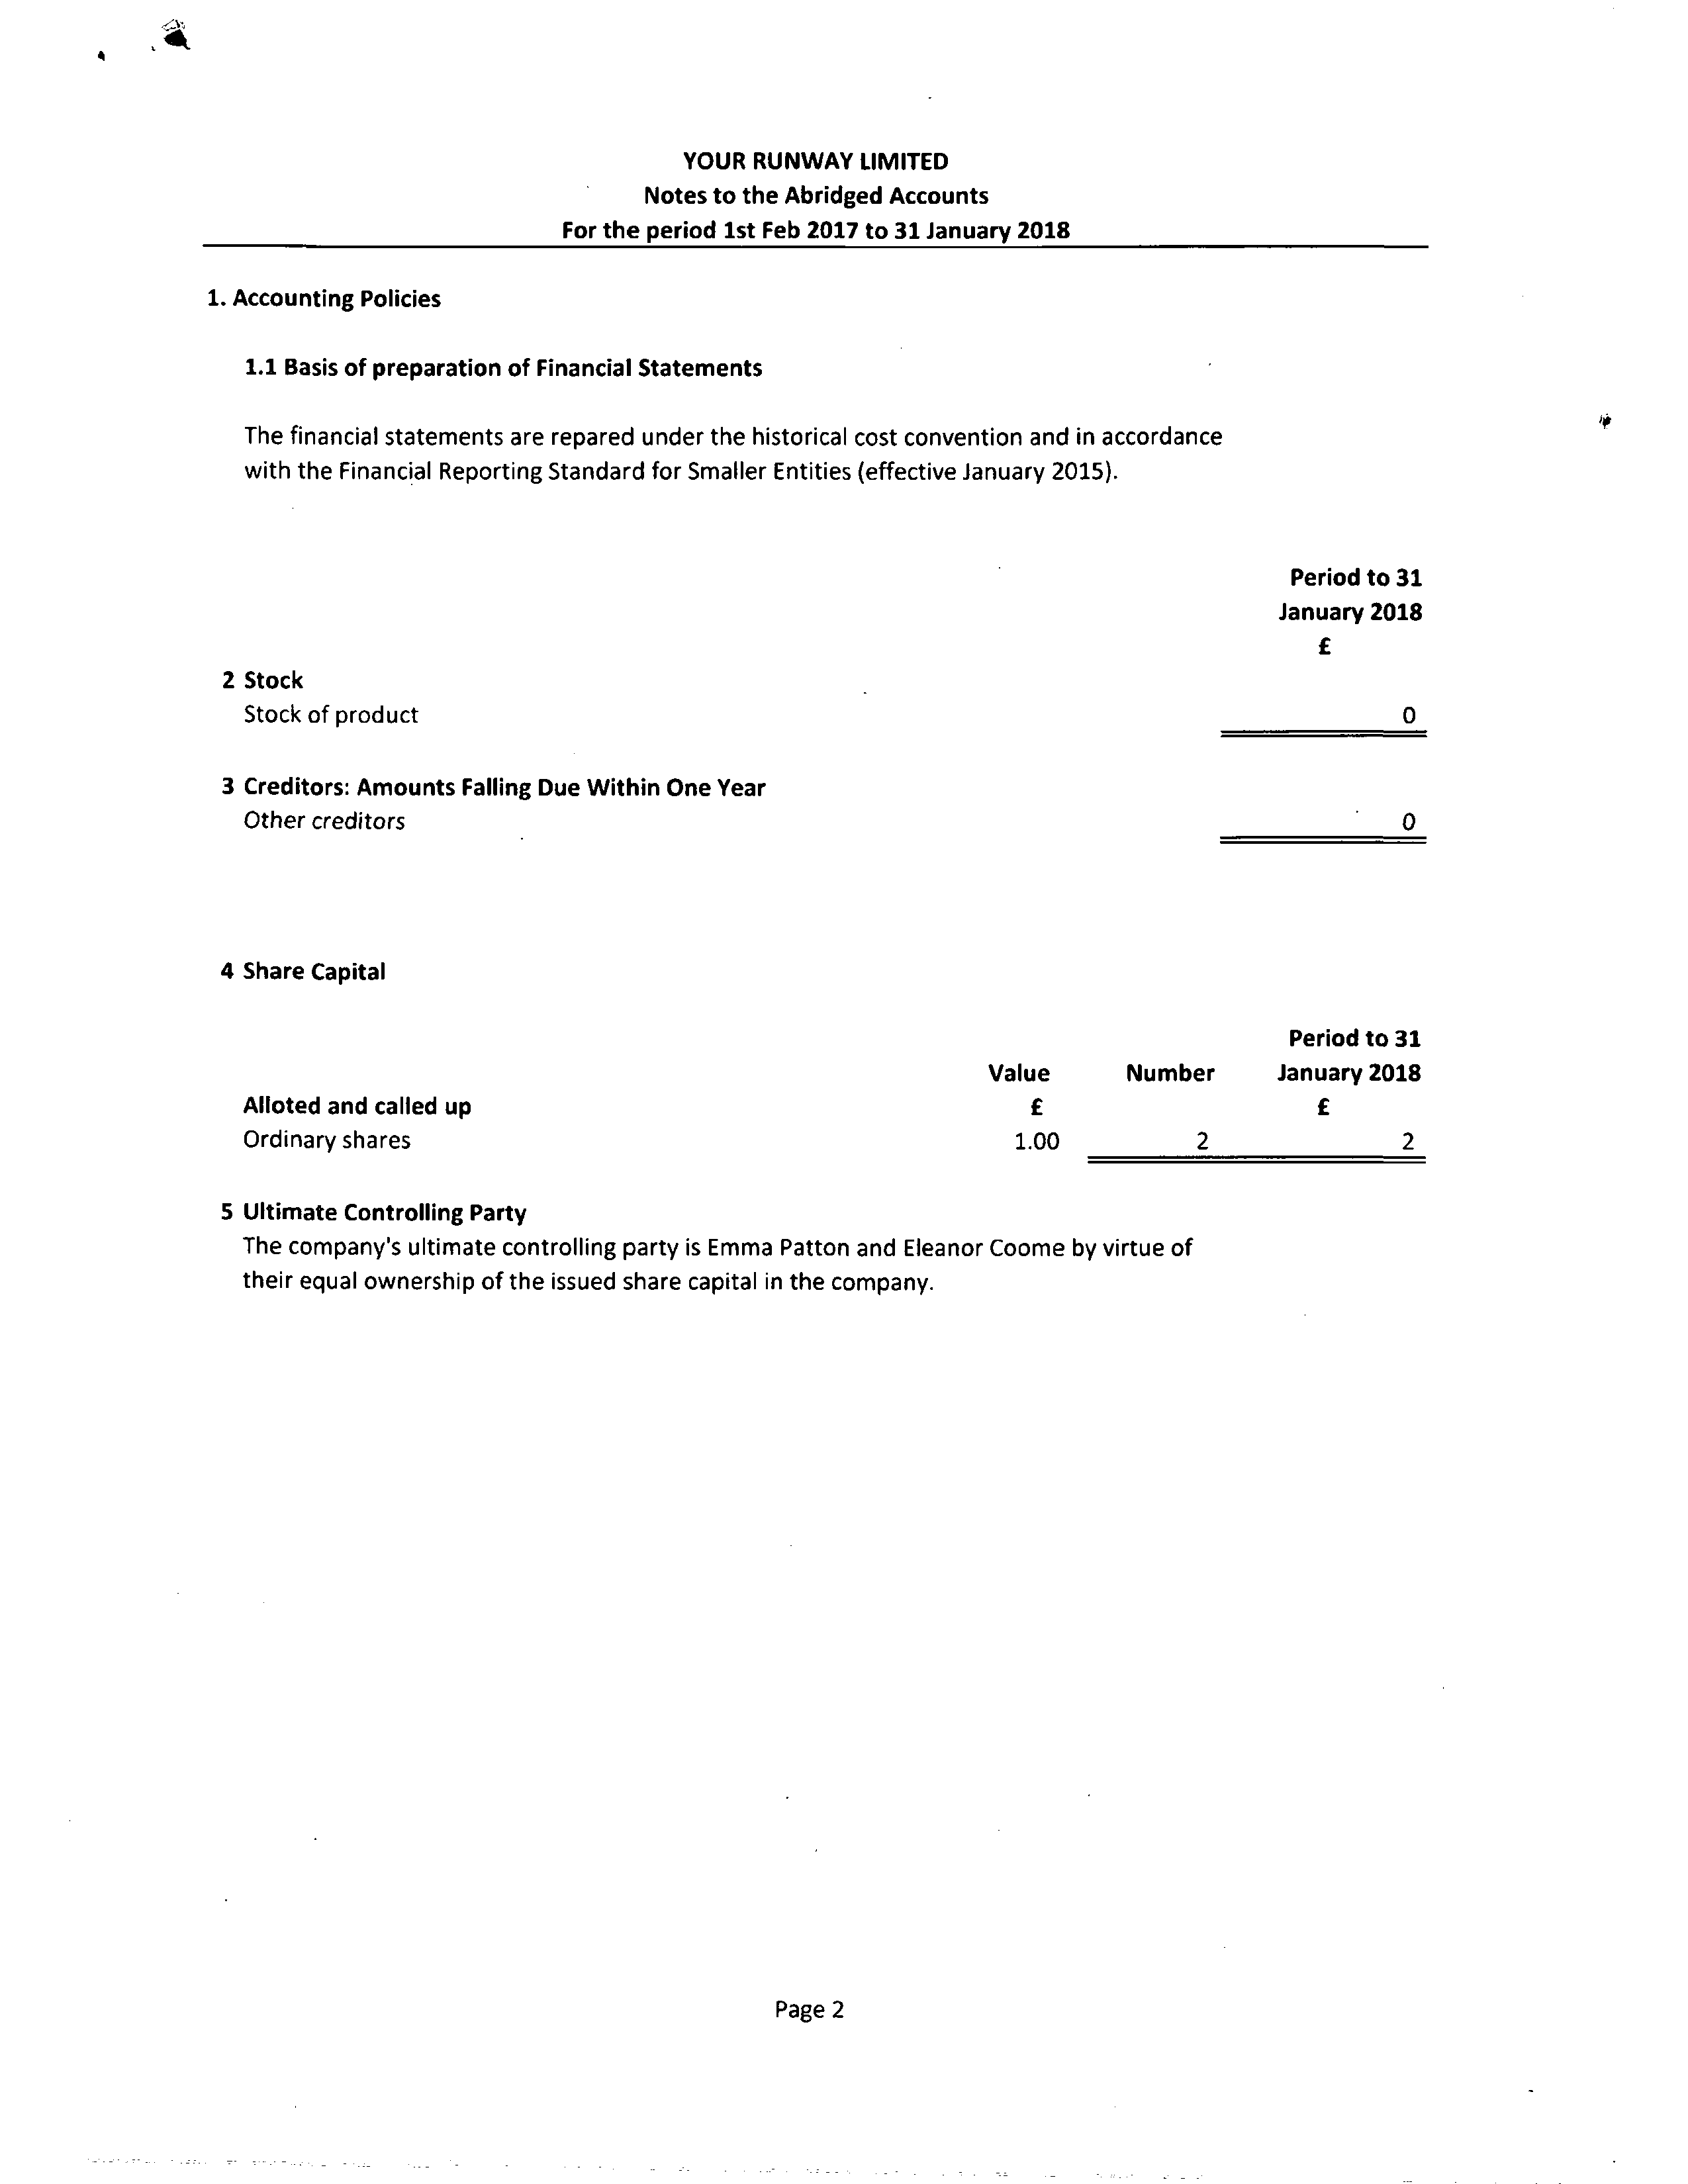 YOUR RUNWAY LIMITED
Notes to the Abridged Accounts
For the period 1st Feb 2017 to 31 January 2018
1. Accounting Policies
1.1 Basis of preparation of Financial Statements
The financial statements are repared under the historical cost convention and in accordance
with the Financial Reporting Standard for Smaller Entities (effective January 2015).
Period to 31
January 2018
£
2 Stock
Stock of product 0
3 Creditors: Amounts Falling Due Within One Year
Other creditors 0
4 Share Capital
Period to 31
Value Number January 2018
Alloted and called up £ £
Ordinary shares 1.00 2 2
5 Ultimate Controlling Party
The company's ultimate controlling party is Emma Patton and Eleanor Coome by virtue of
their equal ownership of the issued share capital in the company.
Page 2